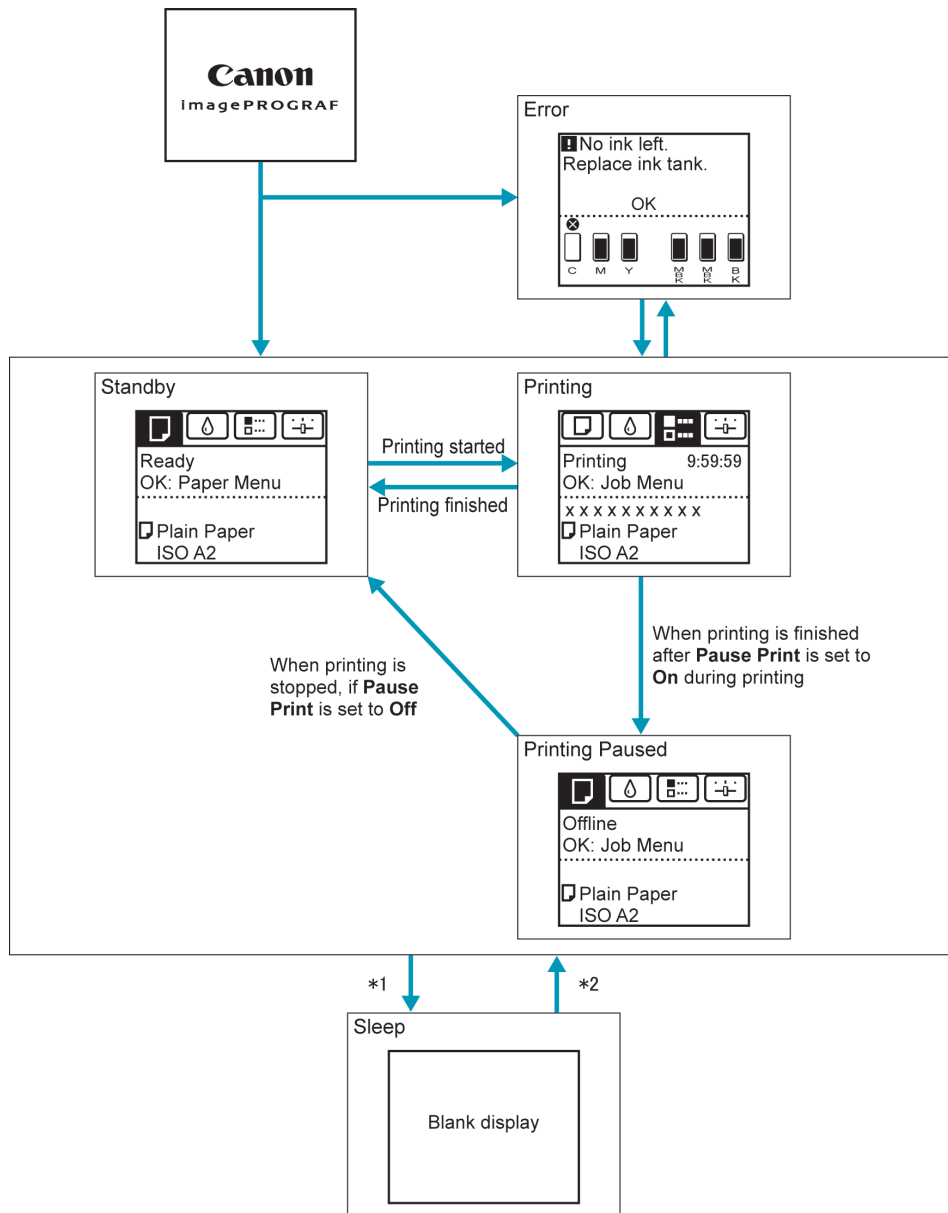 Canon
imagePROGRAF
Error
! No ink left.
Replace ink tank.
OK
C M Y MBK MBK BK
Standby
Ready
OK: Paper Menu
Plain Paper
ISO A2
Printing started
Printing finished
Printing
Printing 9:59:59
OK: Job Menu
x x x x x x x x x x
Plain Paper
ISO A2
When printing is
stopped, if Pause
Print is set to Off
When printing is finished
after Pause Print is set to
On during printing
Printing Paused
Offline
OK: Job Menu
Plain Paper
ISO A2
*1
*2
Sleep
Blank display